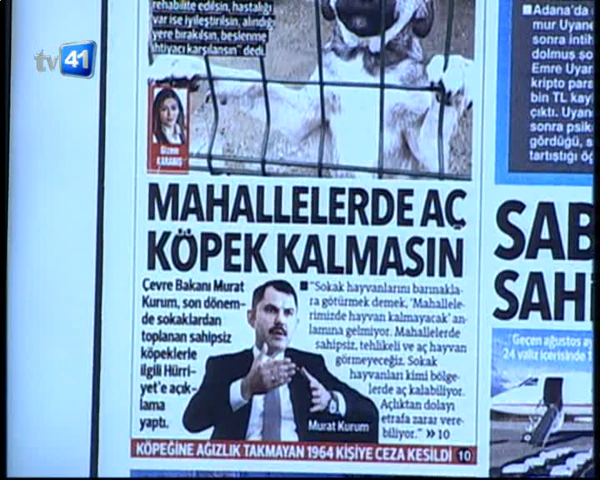 tv41
rehabilite edilsin, hastalığı
var ise iyileştirilsin, alındığı
yere bırakılsın, beslenme
ihtiyacı karşılansın" dedi.
Gizem
KARAKIŞ
MAHALLELERDE AÇ
KÖPEK KALMASIN
Çevre Bakanı Murat
Kurum, son dönem-
de sokaklardan
toplanan sahipsiz
köpeklerle
ilgili Hürri-
yet'e açık-
lama
yaptı.
"Sokak hayvanlarını barınakla-
ra götürmek demek, 'Mahallele-
rimizde hayvan kalmayacak' an-
lamına gelmiyor. Mahallelerde
sahipsiz, tehlikeli ve aç hayvan
görmeyeceğiz. Sokak
hayvanları kimi bölge-
lerde aç kalabiliyor.
Açlıktan dolayı
etrafa zarar vere-
biliyor." 10
Murat Kurum
KÖPEĞİNE AĞIZLIK TAKMAYAN 1964 KİŞİYE CEZA KESİLDİ 10
Adana'da
mur Uyan
sonra intih
dolmuş so
Emre Uya
kripto para
bin TL kay
çıktı. Uyan
sonra psik
gördüğü, s
tartıştığı ö
SAB
SAHİ
Geçen ağustos ay
24 valiz içerisinde 1